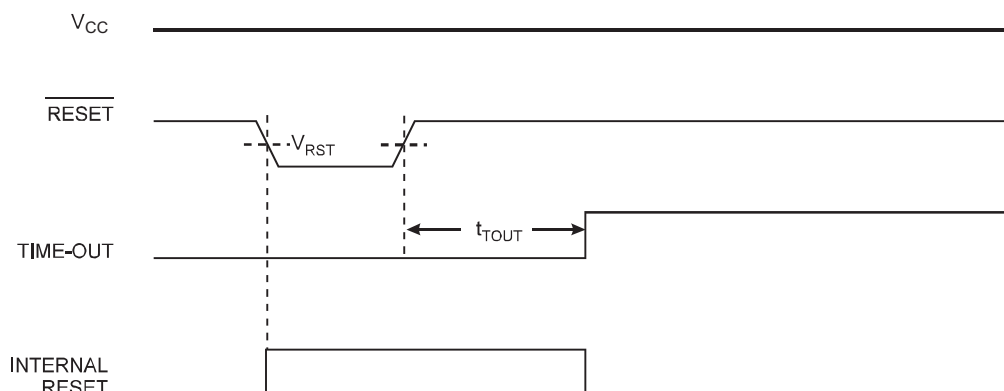 VCC
RESET
VRST
tTOUT
TIME-OUT
INTERNAL
RESET